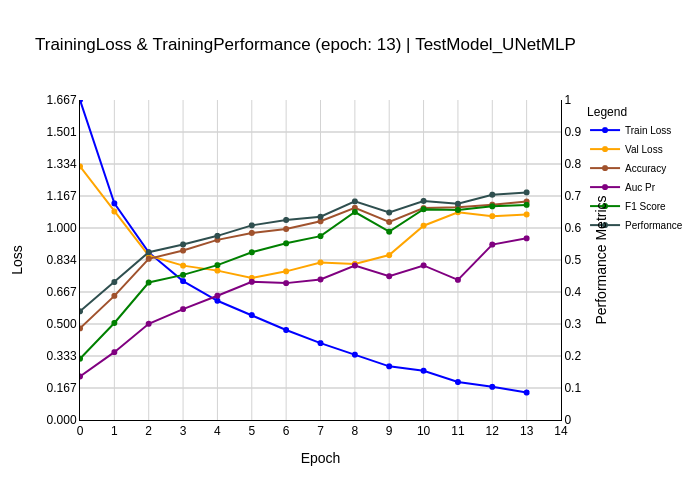 TrainingLoss & TrainingPerformance (epoch: 13) | TestModel_UNetMLP
1.667
1.501
1.334
1.167
1.000
0.834
0.667
0.500
0.333
0.167
0.000
Loss
0 1 2 3 4 5 6 7 8 9 10 11 12 13 14
Epoch
1
0.9
0.8
0.7
0.6
0.5
0.4
0.3
0.2
0.1
0
Performance Metrics
Legend
Train Loss
Val Loss
Accuracy
Auc Pr
F1 Score
Performance